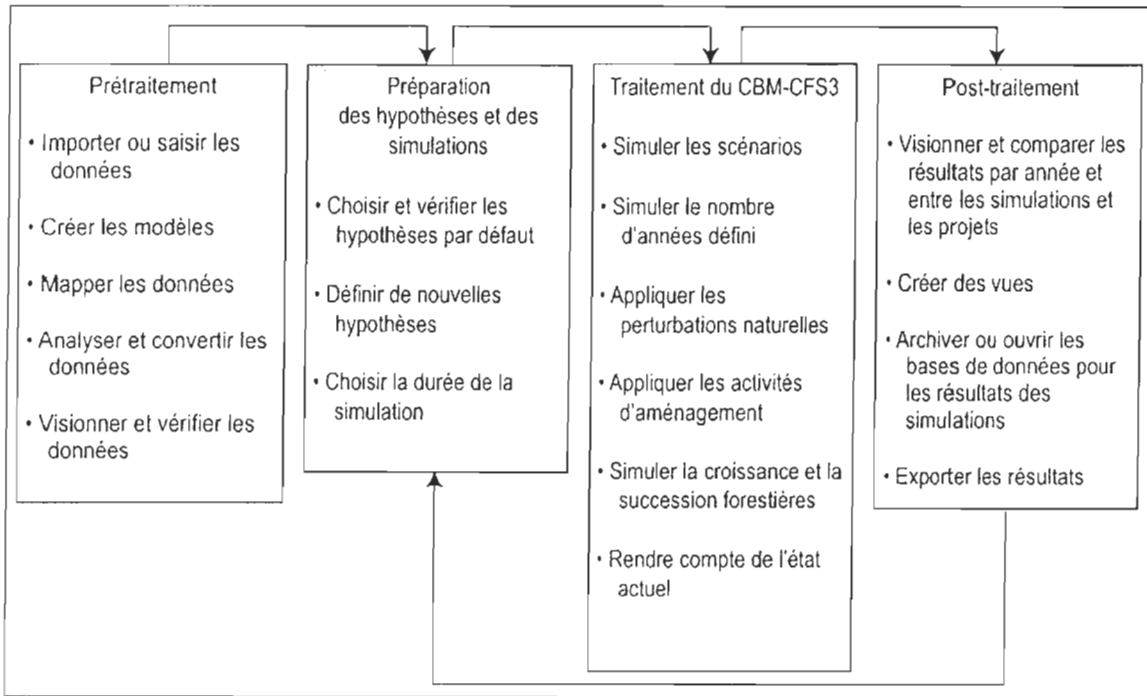 Prétraitement
• Importer ou saisir les
données
• Créer les modèles
• Mapper les données
• Analyser et convertir les
données
• Visionner et vérifier les
données
Préparation
des hypothèses et des
simulations
• Choisir et vérifier les
hypothèses par défaut
• Définir de nouvelles
hypothèses
• Choisir la durée de la
simulation
Traitement du CBM-CFS3
• Simuler les scénarios
• Simuler le nombre
d'années défini
• Appliquer les
perturbations naturelles
• Appliquer les activités
d'aménagement
• Simuler la croissance et la
succession forestières
• Rendre compte de l'état
actuel
Post-traitement
• Visionner et comparer les
résultats par année et
entre les simulations et
les projets
• Créer des vues
• Archiver ou ouvrir les
bases de données pour
les résultats des
simulations
• Exporter les résultats